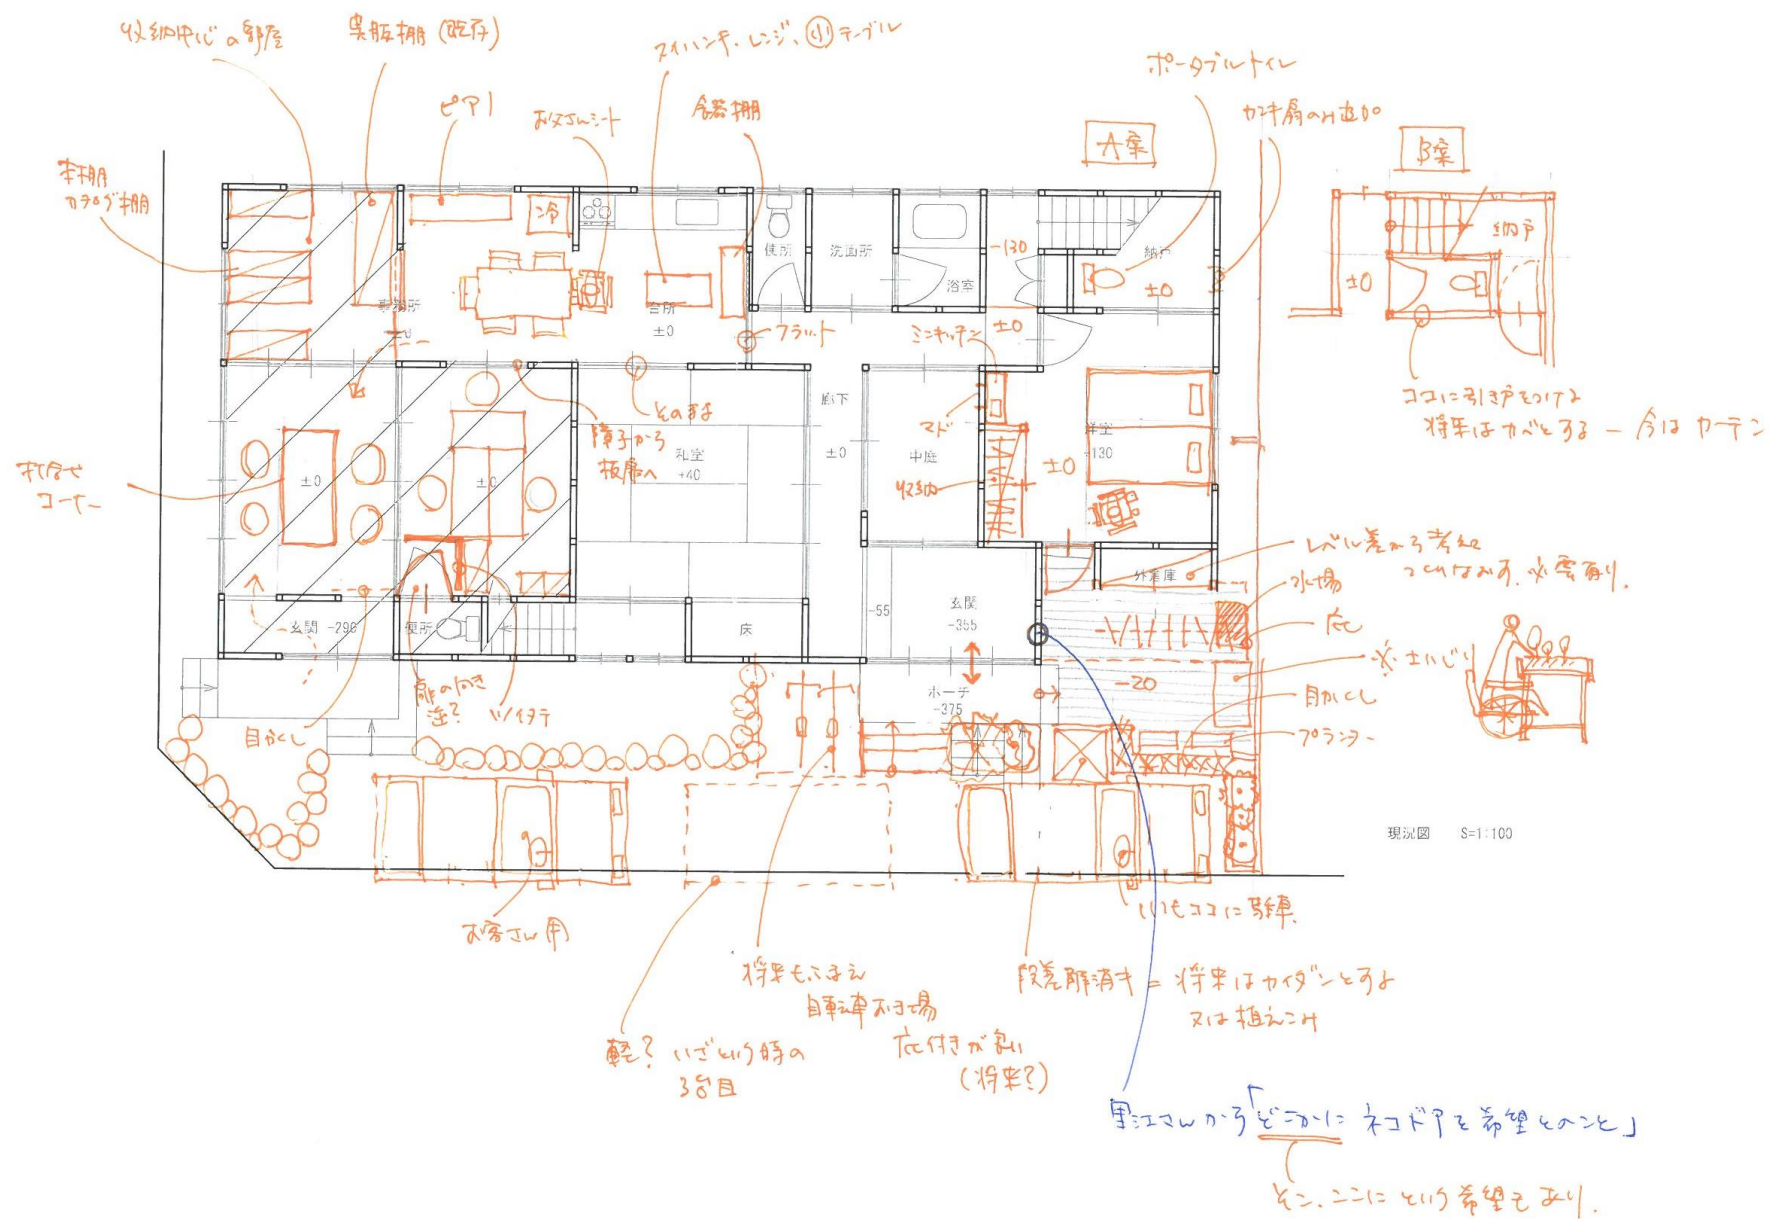 収納中心の部屋
黒板棚(既存)
スイハンキ、レンジ、小テーブル
ポータブルトイレ
ピアノ
お父さんシート
食器棚
カンキ扇のみ追加
A案
B案
本棚
カタログ棚
冷
便所
洗面所
浴室
-130
納戸
±0
納戸
±0
事務所
±0
台所
±0
フラット
ミニキッチン
±0
そのまま
障子から
板扉へ
廊下
±0
マド
中庭
洋室
-130
±0
収納
和室
+40
±0
±0
打合せ
コーナー
ココに引き戸をつける
将来はカベとする ー 今はカーテン
レベル差から考え
つくりなおす、必要有り。
外倉庫
水場
庇
玄関 -290
便所
床
-55
玄関
-355
土いじり
目かくし
プランター
-20
ポーチ
-375
扉の向き
逆?
ツイタテ
目かくし
現況図 S=1:100
お客さん用
いつもココに駐車
将来もふまえ
自転車おき場
庇付きが良い
(将来?)
段差解消キ = 将来はカイダンとする
又は植えこみ
軽? いざという時の
3台目
さんから「どこかに ネコドアを希望とのこと」
そこ、ここに という希望も あり.